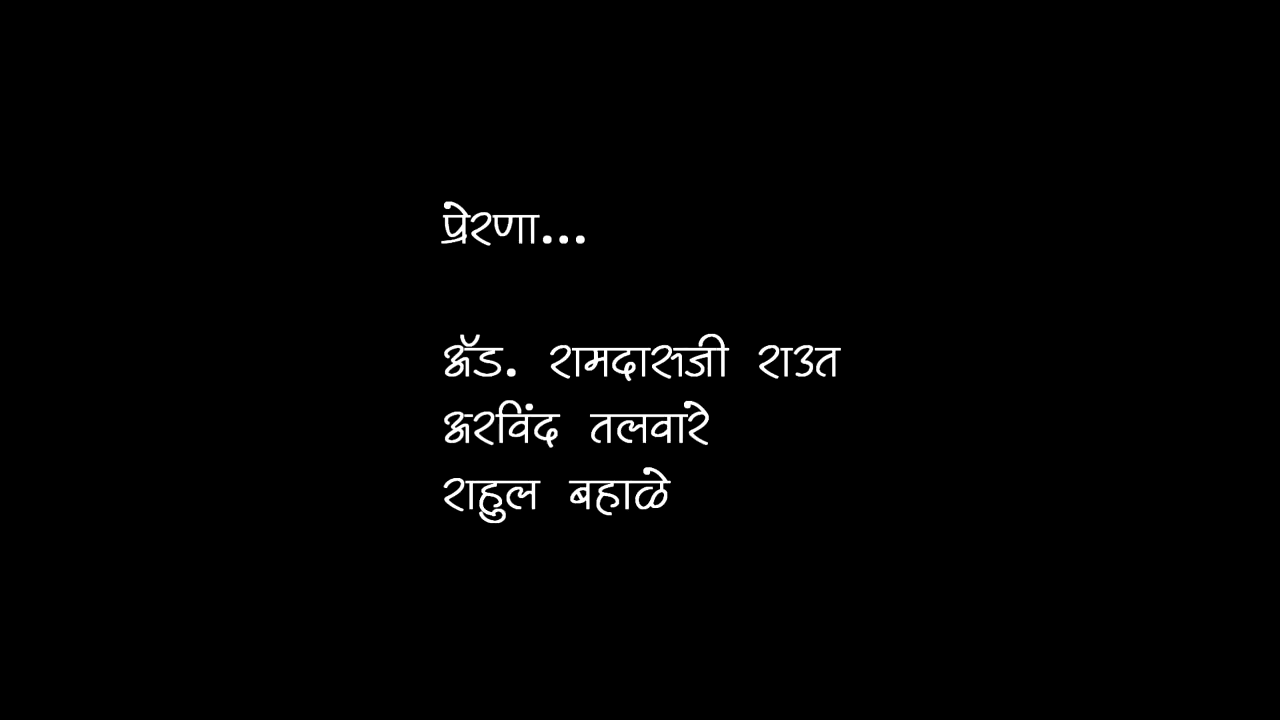 प्रेरणा...
ॲड. रामदासजी राउत
अरविंद तलवारे
राहुल बहाळे